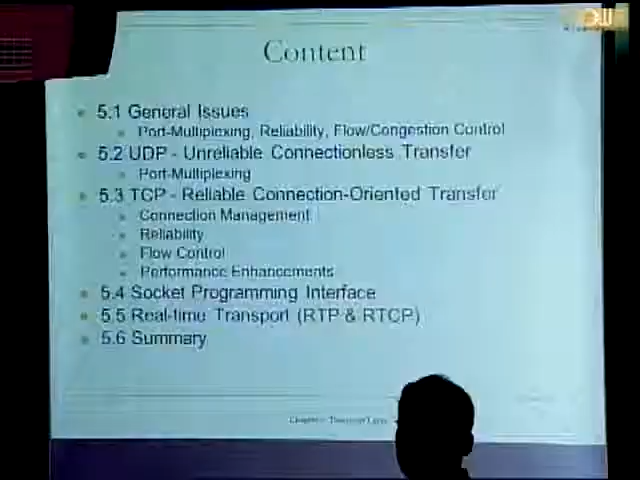 Content
5.1 General Issues
Port-Multiplexing, Reliability, Flow/Congestion Control
5.2 UDP - Unreliable Connectionless Transfer
Port-Multiplexing
5.3 TCP - Reliable Connection-Oriented Transfer
Connection Management
Reliability
Flow Control
Performance Enhancements
5.4 Socket Programming Interface
5.5 Real-time Transport (RTP & RTCP)
5.6 Summary